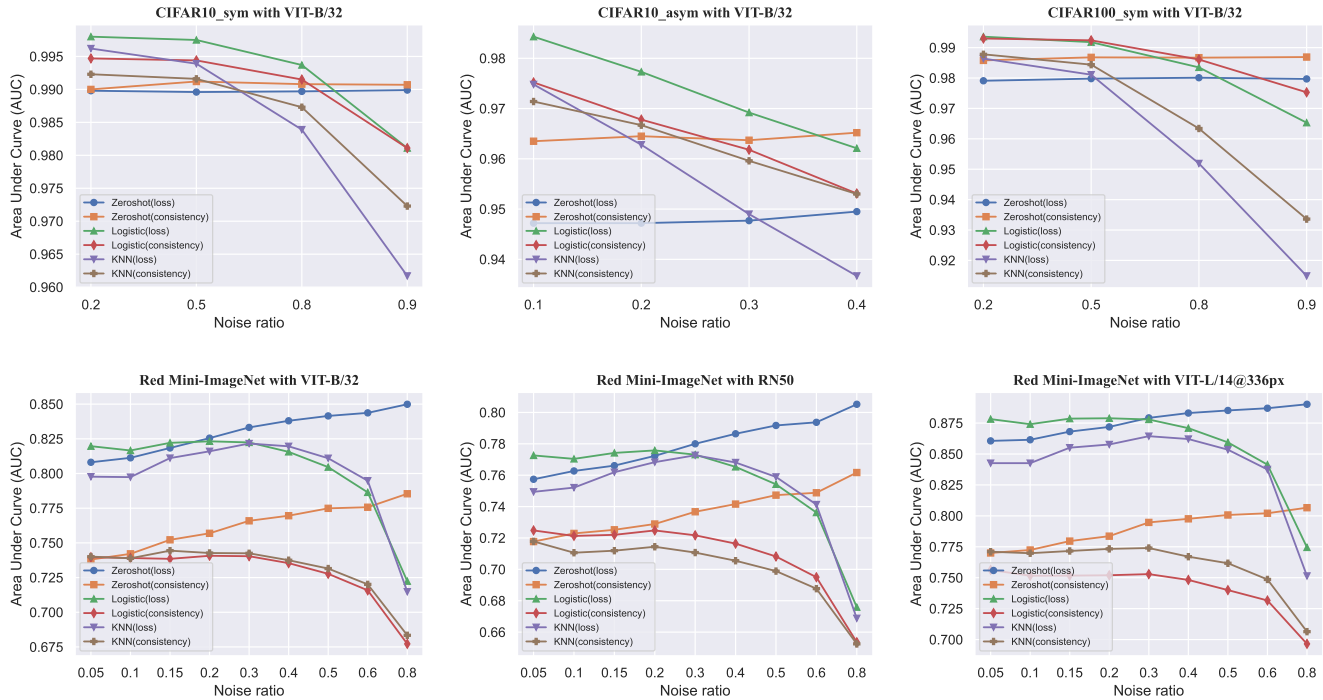 CIFAR10_sym with VIT-B/32
Area Under Curve (AUC)
0.995
0.990
0.985
0.980
0.975
0.970
0.965
0.960
Zeroshot(loss)
Zeroshot(consistency)
Logistic(loss)
Logistic(consistency)
KNN(loss)
KNN(consistency)
0.2
0.5
0.8
0.9
Noise ratio
CIFAR10_asym with VIT-B/32
Area Under Curve (AUC)
0.98
0.97
0.96
0.95
0.94
Zeroshot(loss)
Zeroshot(consistency)
Logistic(loss)
Logistic(consistency)
KNN(loss)
KNN(consistency)
0.1
0.2
0.3
0.4
Noise ratio
CIFAR100_sym with VIT-B/32
Area Under Curve (AUC)
0.99
0.98
0.97
0.96
0.95
0.94
0.93
0.92
Zeroshot(loss)
Zeroshot(consistency)
Logistic(loss)
Logistic(consistency)
KNN(loss)
KNN(consistency)
0.2
0.5
0.8
0.9
Noise ratio
Red Mini-ImageNet with VIT-B/32
Area Under Curve (AUC)
0.850
0.825
0.800
0.775
0.750
0.725
0.700
0.675
Zeroshot(loss)
Zeroshot(consistency)
Logistic(loss)
Logistic(consistency)
KNN(loss)
KNN(consistency)
0.05
0.1
0.15
0.2
0.3
0.4
0.5
0.6
0.8
Noise ratio
Red Mini-ImageNet with RN50
Area Under Curve (AUC)
0.80
0.78
0.76
0.74
0.72
0.70
0.68
0.66
Zeroshot(loss)
Zeroshot(consistency)
Logistic(loss)
Logistic(consistency)
KNN(loss)
KNN(consistency)
0.05
0.1
0.15
0.2
0.3
0.4
0.5
0.6
0.8
Noise ratio
Red Mini-ImageNet with VIT-L/14@336px
Area Under Curve (AUC)
0.875
0.850
0.825
0.800
0.775
0.750
0.725
0.700
Zeroshot(loss)
Zeroshot(consistency)
Logistic(loss)
Logistic(consistency)
KNN(loss)
KNN(consistency)
0.05
0.1
0.15
0.2
0.3
0.4
0.5
0.6
0.8
Noise ratio